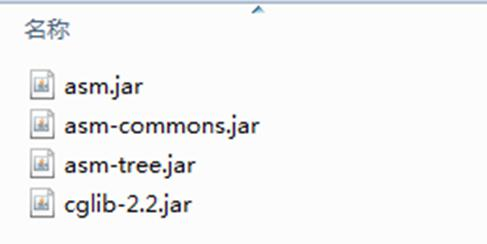 名称
asm.jar
asm-commons.jar
asm-tree.jar
cglib-2.2.jar